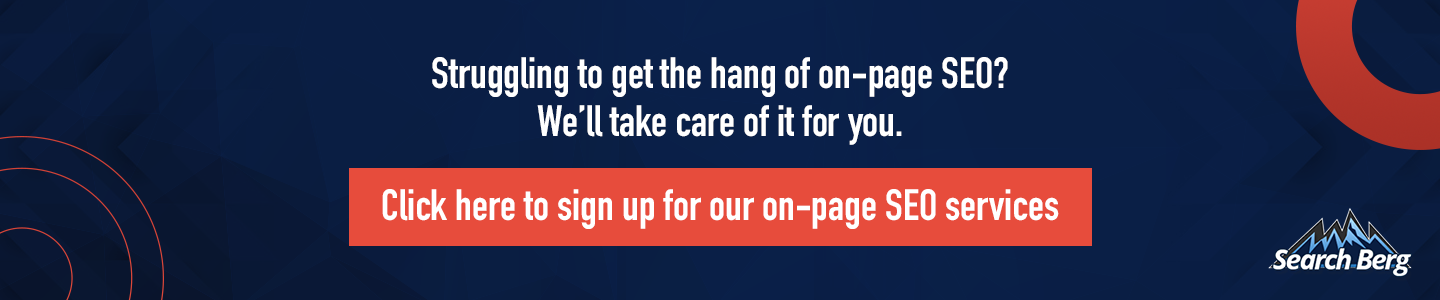 Struggling to get the hang of on-page SEO?
We'll take care of it for you.
Click here to sign up for our on-page SEO services
Search Berg